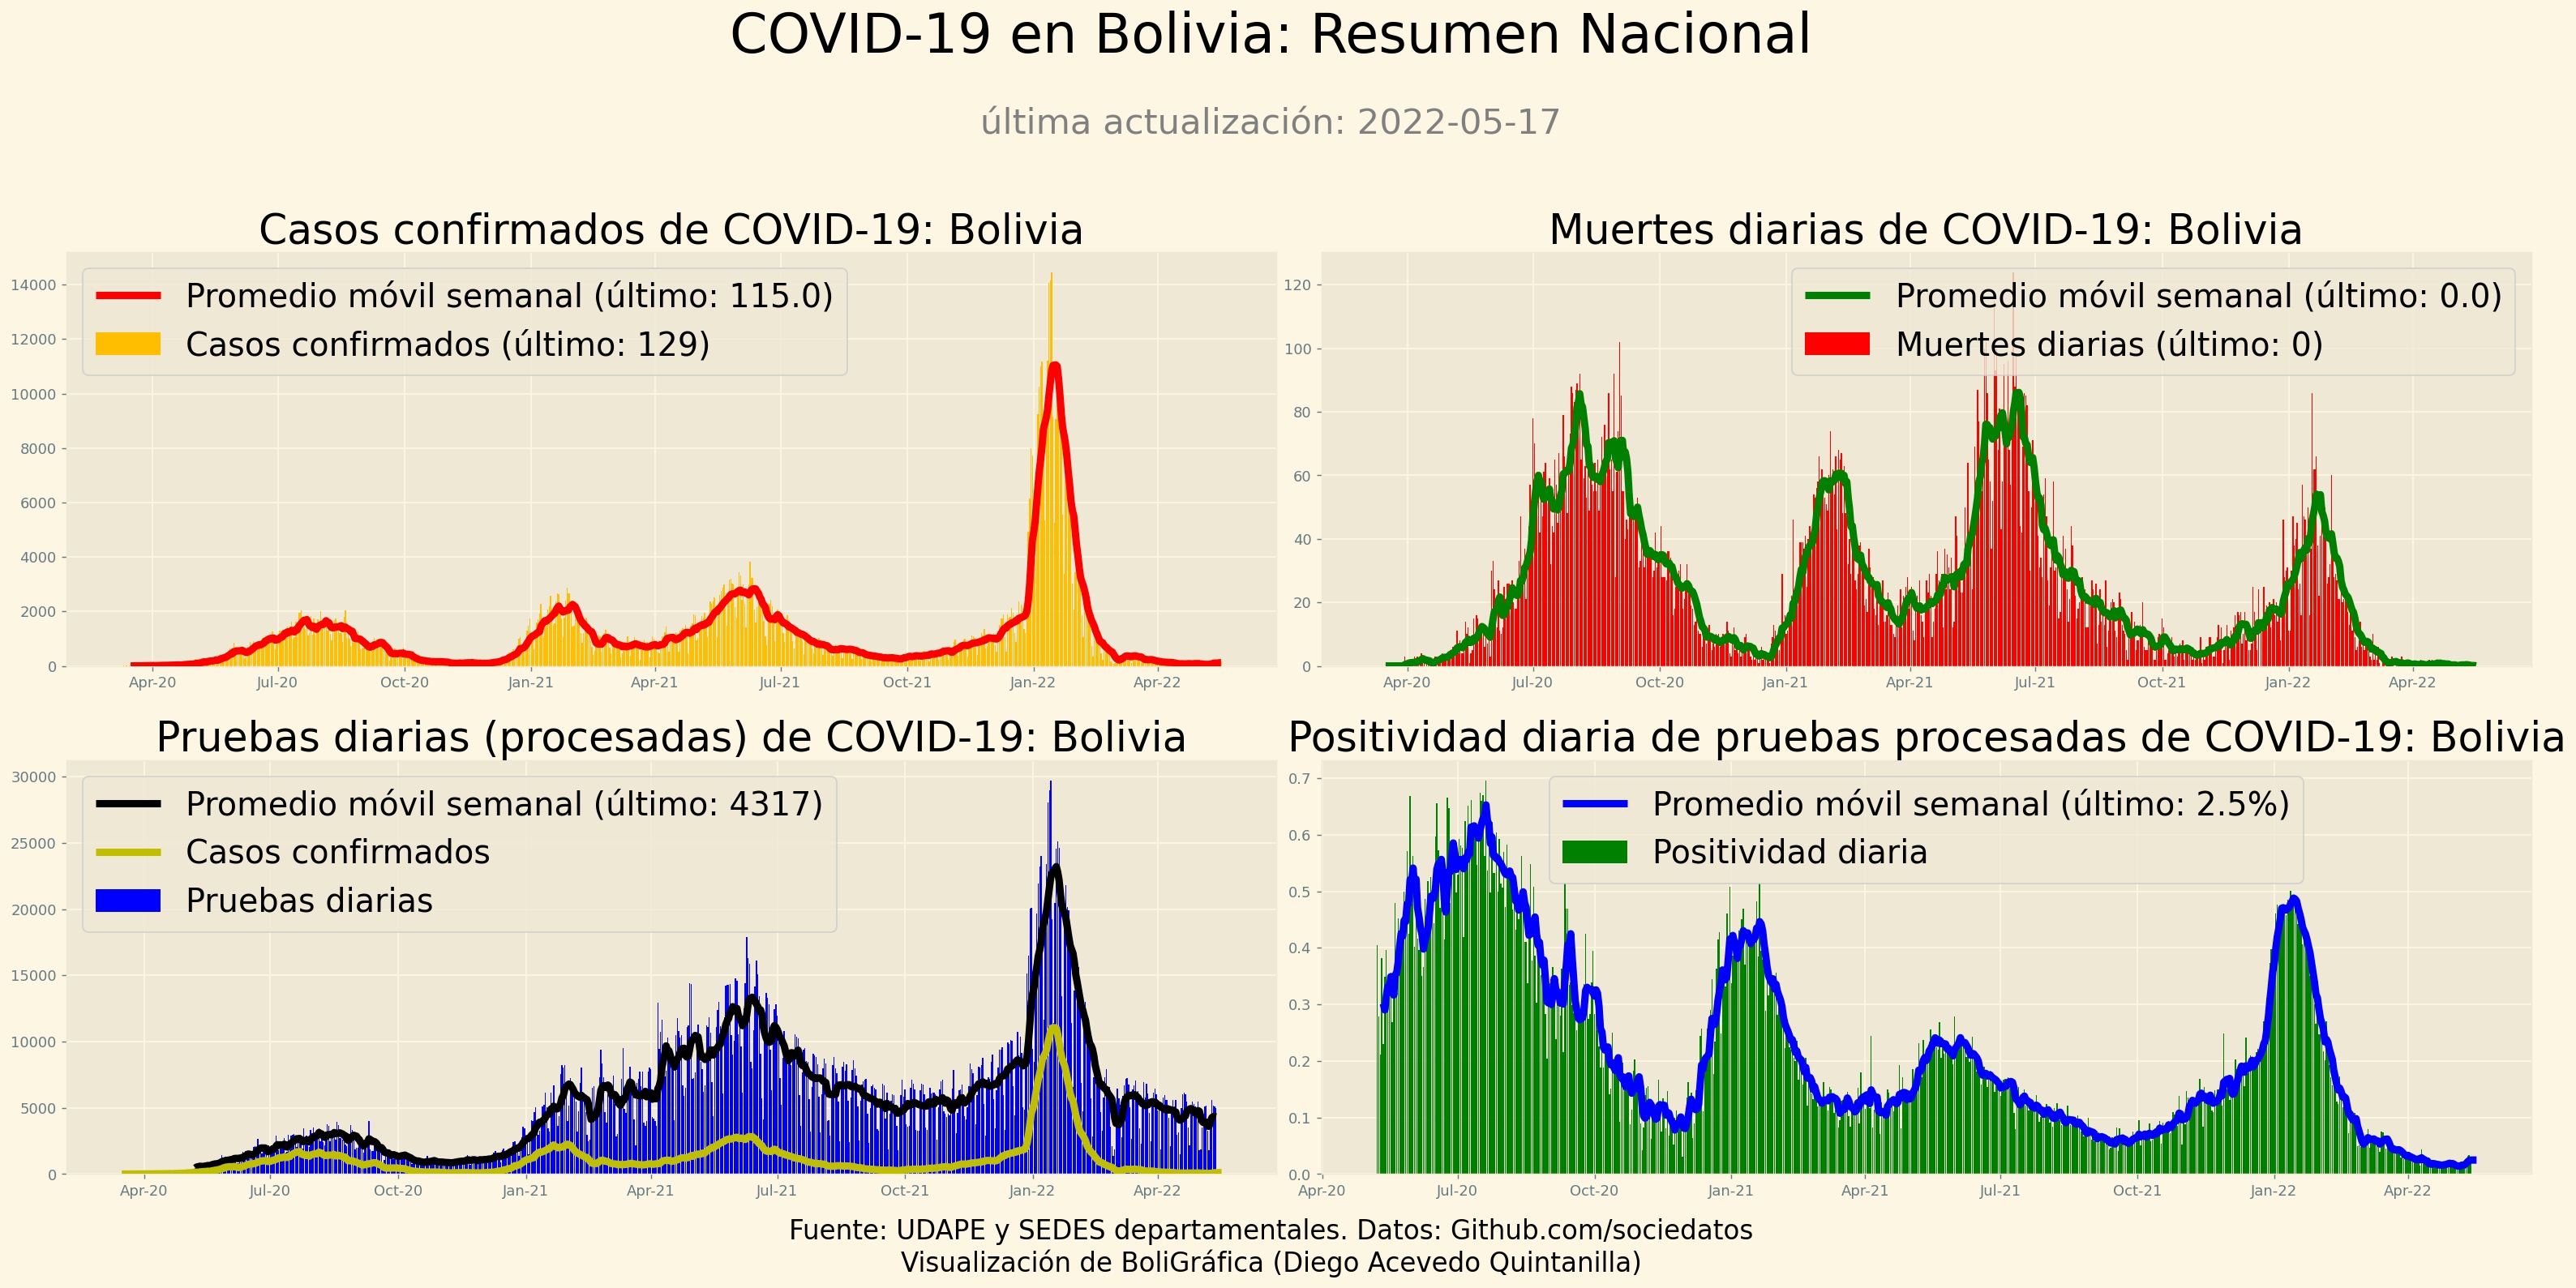 COVID-19 en Bolivia: Resumen Nacional
última actualización: 2022-05-17
Casos confirmados de COVID-19: Bolivia
14000
12000
10000
8000
6000
4000
2000
0
Promedio móvil semanal (último: 115.0)
Casos confirmados (último: 129)
Apr-20 Jul-20 Oct-20 Jan-21 Apr-21 Jul-21 Oct-21 Jan-22 Apr-22
Muertes diarias de COVID-19: Bolivia
120
100
80
60
40
20
0
Promedio móvil semanal (último: 0.0)
Muertes diarias (último: 0)
Apr-20 Jul-20 Oct-20 Jan-21 Apr-21 Jul-21 Oct-21 Jan-22 Apr-22
Pruebas diarias (procesadas) de COVID-19: Bolivia
30000
25000
20000
15000
10000
5000
0
Promedio móvil semanal (último: 4317)
Casos confirmados
Pruebas diarias
Apr-20 Jul-20 Oct-20 Jan-21 Apr-21 Jul-21 Oct-21 Jan-22 Apr-22
Positividad diaria de pruebas procesadas de COVID-19: Bolivia
0.7
0.6
0.5
0.4
0.3
0.2
0.1
0.0
Promedio móvil semanal (último: 2.5%)
Positividad diaria
Apr-20 Jul-20 Oct-20 Jan-21 Apr-21 Jul-21 Oct-21 Jan-22 Apr-22
Fuente: UDAPE y SEDES departamentales. Datos: Github.com/sociedatos
Visualización de BoliGráfica (Diego Acevedo Quintanilla)